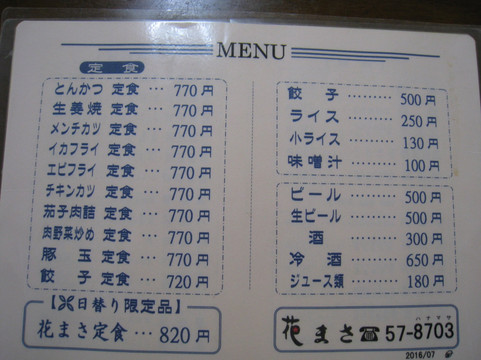 MENU
定食
とんかつ 定食 ··· 770円
生姜焼 定食 ··· 770円
メンチカツ 定食 ··· 770円
イカフライ 定食 ··· 770円
エビフライ 定食 ··· 770円
チキンカツ 定食 ··· 770円
茄子肉詰 定食 ··· 770円
肉野菜炒め 定食 ··· 770円
豚玉 定食 ··· 770円
餃子 定食 ··· 720円
【日替り限定品】
花まさ定食 ··· 820円
餃子 ········· 500円
ライス ········· 250円
小ライス ········· 130円
味噌汁 ········· 100円
ビール ········· 500円
生ビール ········· 500円
酒 ········· 300円
冷酒 ········· 650円
ジュース類 ········· 180円
ハナマサ
花まさ☎57-8703
2016/07